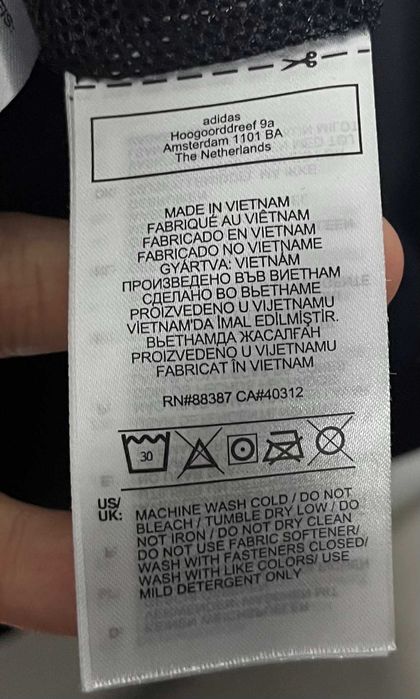 adidas
Hoogoorddreef 9a
Amsterdam 1101 BA
The Netherlands
MADE IN VIETNAM
FABRIQUÉ AU VIÊTNAM
FABRICADO EN VIETNAM
FABRICADO NO VIETNAME
GYÁRTVA: VIETNÁM
ПРОИЗВЕДЕНО ВЪВ ВИЕТНАМ
СДЕЛАНО ВО ВЬЕТНАМЕ
PROIZVEDENO U VIJETNAMU
VİETNAM'DA İMAL EDİLMİŞTİR.
ВЬЕТНАМДА ЖАСАЛҒАН
PROIZVEDENO U VIJETNAMU
FABRICAT ÎN VIETNAM
RN#88387 CA#40312
30
US/
UK:
MACHINE WASH COLD / DO NOT
BLEACH / TUMBLE DRY LOW / DO
NOT IRON / DO NOT DRY CLEAN
DO NOT USE FABRIC SOFTENER/
WASH WITH FASTENERS CLOSED/
WASH WITH LIKE COLORS/ USE
MILD DETERGENT ONLY